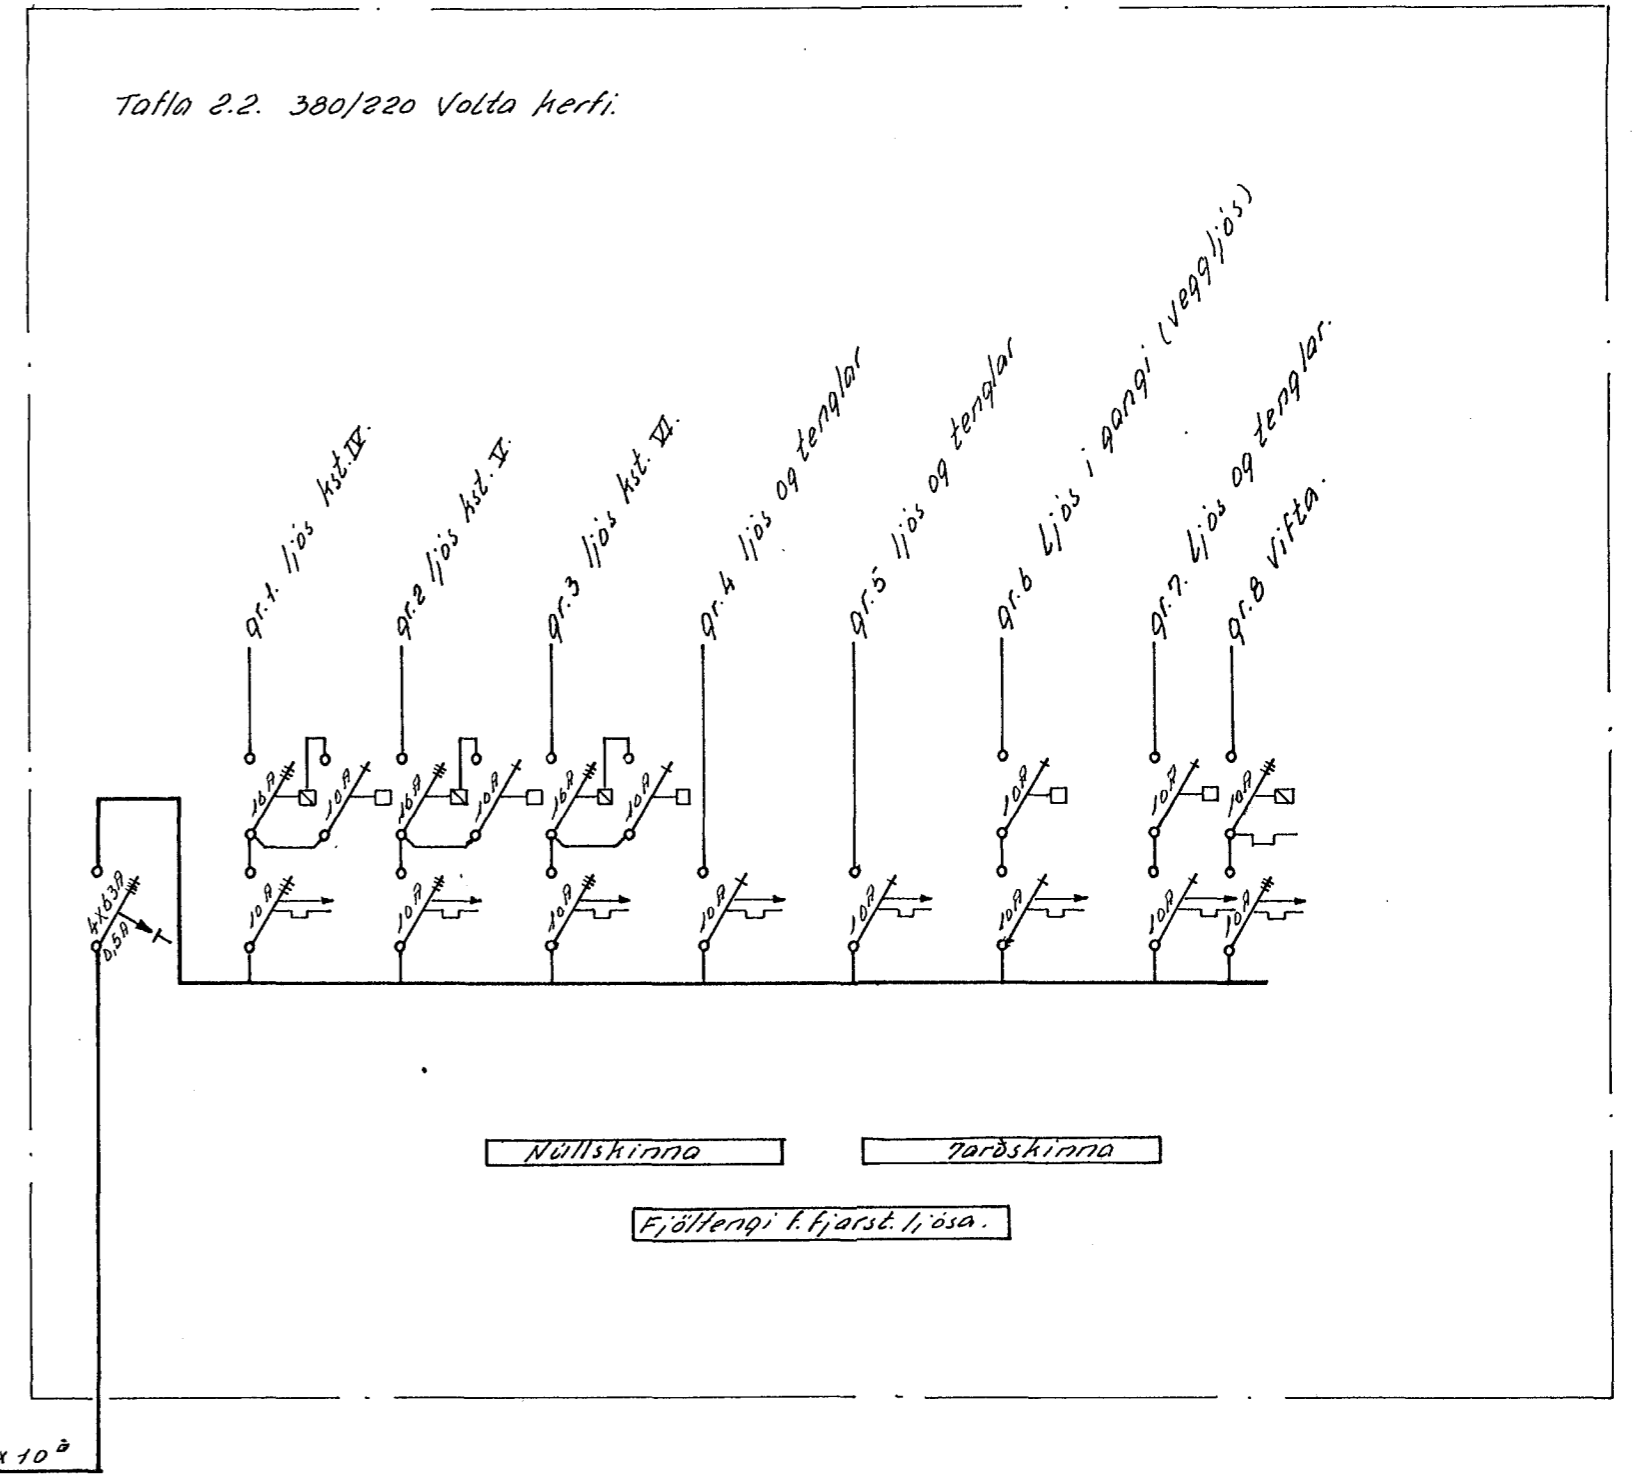 Tafla 2.2. 380/220 Volta kerfi.
gr.1. ljós kst. IV.
gr.2 ljós kst. V.
gr.3 ljós kst. VI.
gr.4 ljós og tenglar
gr.5 ljós og tenglar
gr.6 ljós í gangi (veggljós)
gr.7. ljós og tenglar.
gr.8 vifta.
16A 10A 16A 10A 16A 10A 10A 10A 10A
4x63A
0,5A
10A 10A 10A 10A 10A 10A 10A 10A
Núllskinna
Jarðskinna
Fjöltengi f. fjarst. ljósa.
x 10